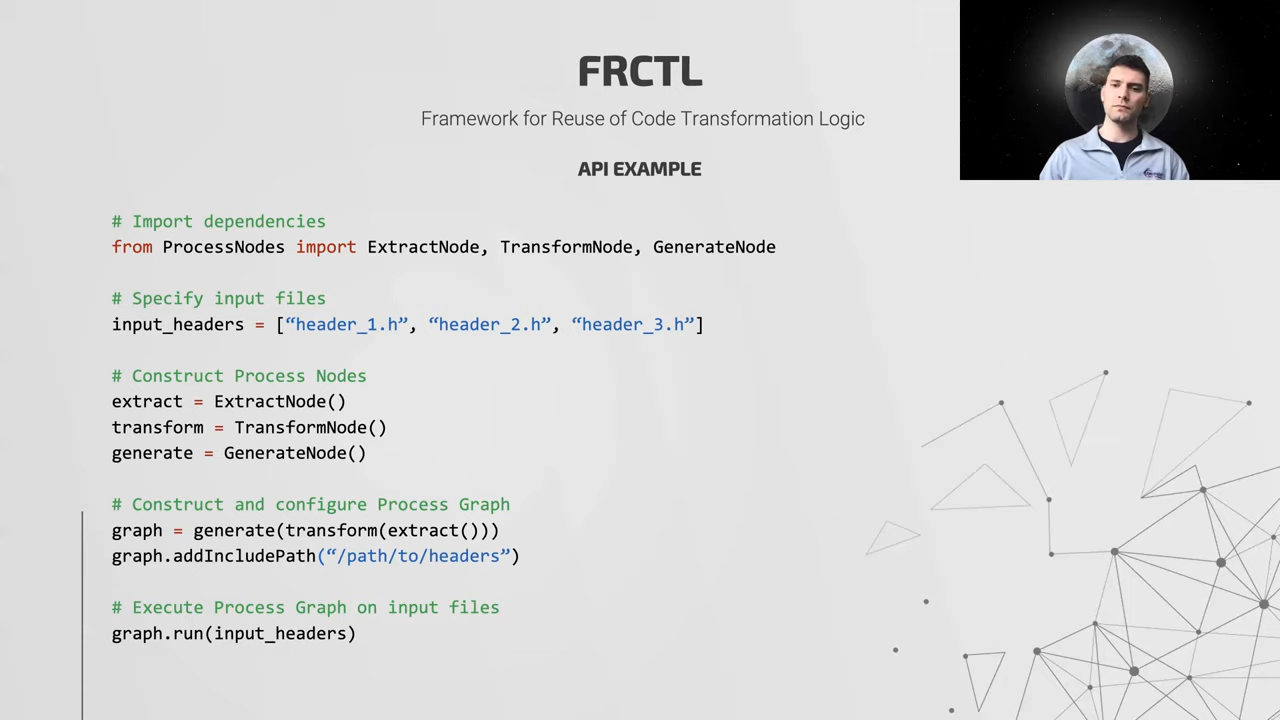 FRCTL
Framework for Reuse of Code Transformation Logic
API EXAMPLE
# Import dependencies
from ProcessNodes import ExtractNode, TransformNode, GenerateNode
# Specify input files
input_headers = [“header_1.h”, “header_2.h”, “header_3.h”]
# Construct Process Nodes
extract = ExtractNode()
transform = TransformNode()
generate = GenerateNode()
# Construct and configure Process Graph
graph = generate(transform(extract()))
graph.addIncludePath(“/path/to/headers”)
# Execute Process Graph on input files
graph.run(input_headers)